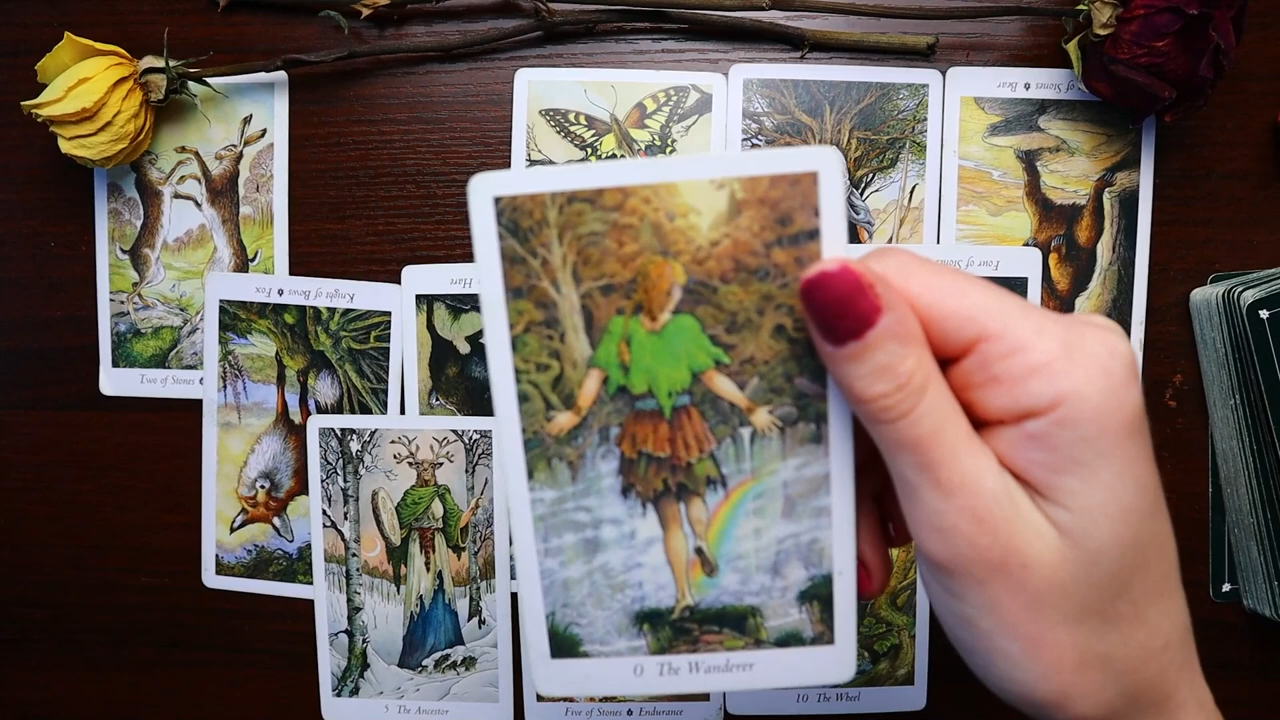 of Stones ❖ Bear
Four of Stones
Hare
Knight of Bows ❖ Fox
Two of Stones ❖
0 The Wanderer
10 The Wheel
5 The Ancestor
Five of Stones ❖ Endurance